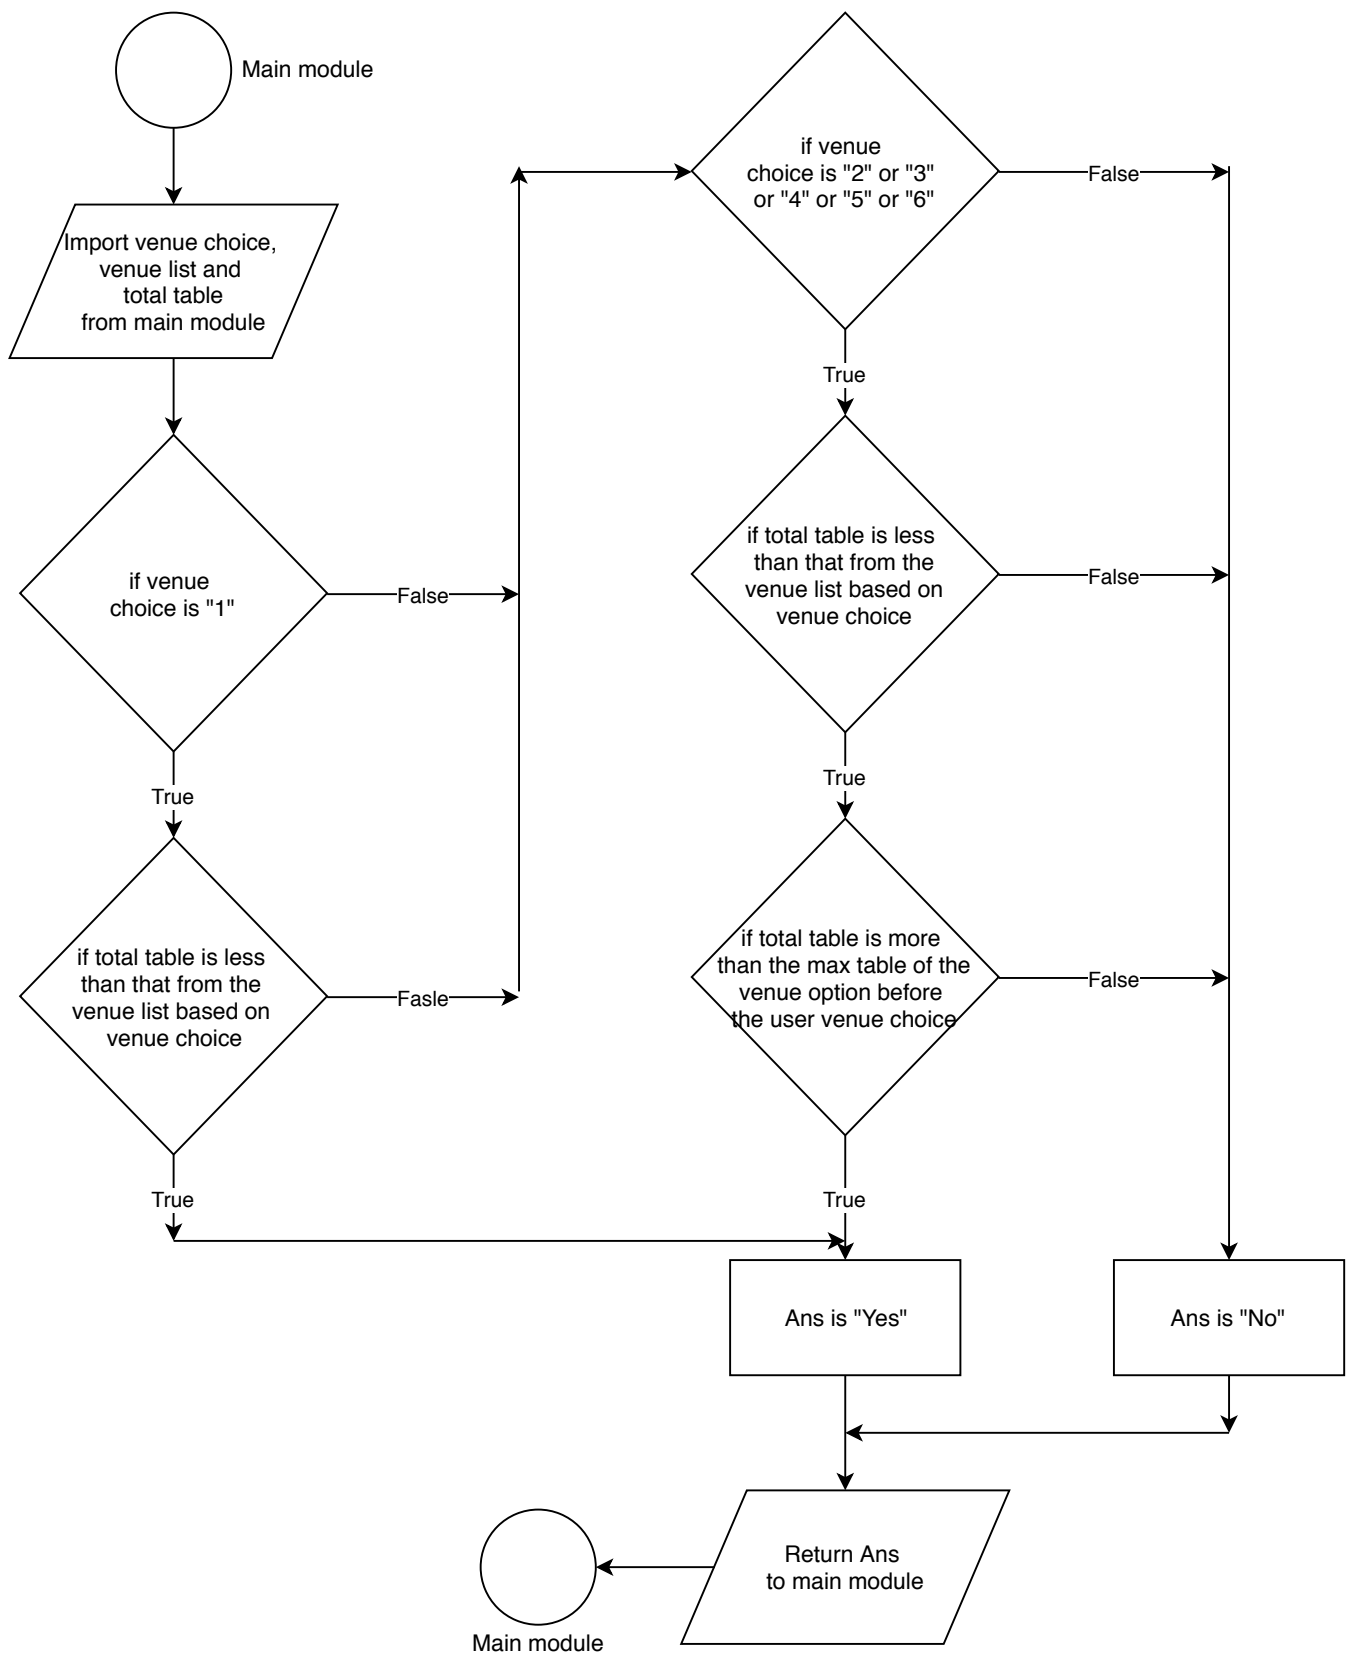 Main module
Import venue choice,
venue list and
total table
from main module
if venue
choice is "1"
False
True
if total table is less
than that from the
venue list based on
venue choice
Fasle
True
if venue
choice is "2" or "3"
or "4" or "5" or "6"
False
True
if total table is less
than that from the
venue list based on
venue choice
False
True
if total table is more
than the max table of the
venue option before
the user venue choice
False
True
Ans is "Yes"
Ans is "No"
Return Ans
to main module
Main module